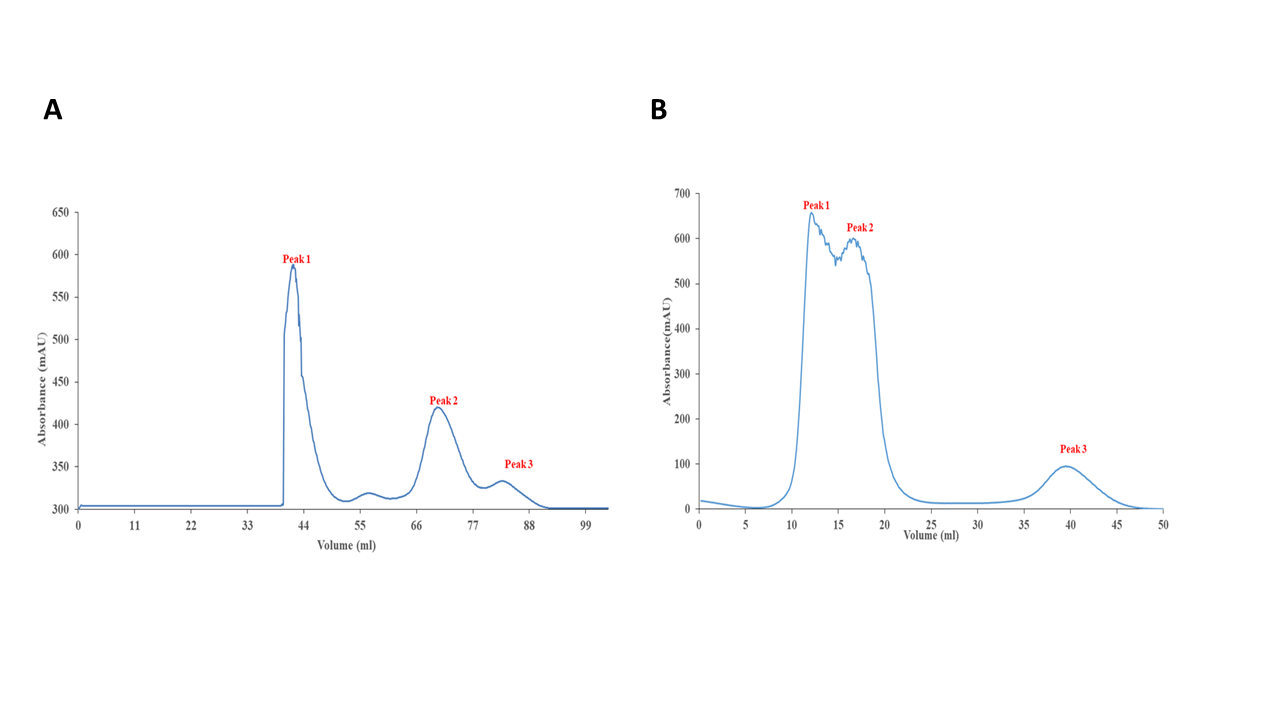 A
B
650
600
550
500
450
400
350
300
Absorbance (mAU)
Peak 1
Peak 2
Peak 3
0 11 22 33 44 55 66 77 88 99
Volume (ml)
700
600
500
400
300
200
100
0
Absorbance(mAU)
Peak 1
Peak 2
Peak 3
0 5 10 15 20 25 30 35 40 45 50
Volume (ml)